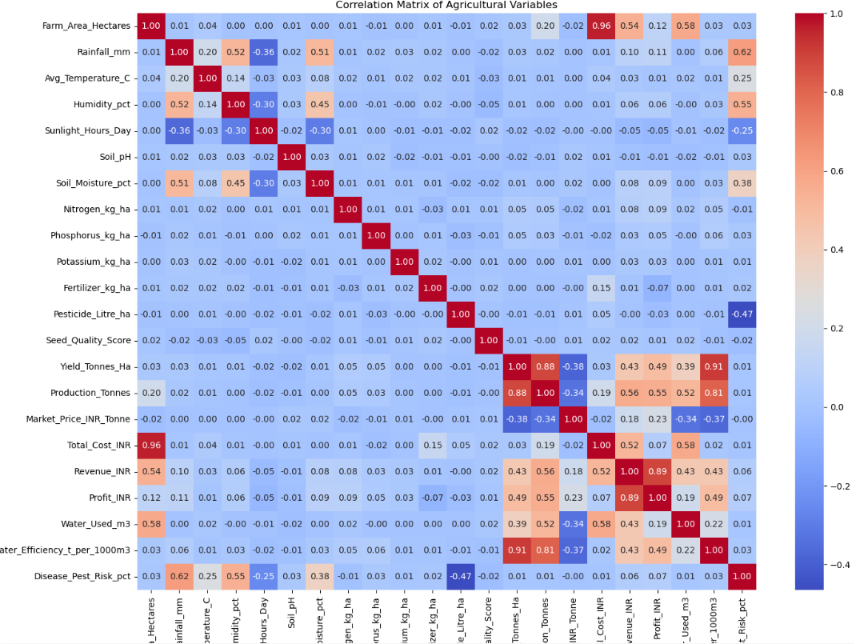 Correlation Matrix of Agricultural Variables
Farm_Area_Hectares 1.00 0.01 0.04 0.00 0.00 0.01 0.00 0.01 -0.01 0.00 0.01 -0.01 0.02 0.03 0.20 -0.02 0.96 0.54 0.12 0.58 0.03 0.03
Rainfall_mm 0.01 1.00 0.20 0.52 -0.36 0.02 0.51 0.01 0.02 0.03 0.02 0.00 -0.02 0.03 0.02 0.00 0.01 0.10 0.11 0.00 0.06 0.62
Avg_Temperature_C 0.04 0.20 1.00 0.14 -0.03 0.03 0.08 0.02 0.01 0.02 0.02 0.01 -0.03 0.01 0.01 0.00 0.04 0.03 0.01 0.02 0.01 0.25
Humidity_pct 0.00 0.52 0.14 1.00 -0.30 0.03 0.45 0.00 -0.01 -0.00 0.02 -0.00 -0.05 0.01 0.00 0.00 0.01 0.06 0.06 -0.00 0.03 0.55
Sunlight_Hours_Day 0.00 -0.36 -0.03 -0.30 1.00 -0.02 -0.30 0.01 0.00 0.01 -0.01 -0.01 0.02 -0.02 -0.01 -0.00 -0.00 -0.05 -0.05 -0.01 -0.02 -0.25
Soil_pH 0.01 0.02 0.03 0.03 -0.02 1.00 0.03 0.01 0.02 -0.01 0.01 -0.01 -0.00 -0.02 -0.01 0.02 0.01 -0.01 -0.01 -0.02 -0.01 0.03
Soil_Moisture_pct 0.00 0.51 0.08 0.45 -0.30 0.03 1.00 0.01 0.01 0.01 0.01 -0.02 -0.02 0.01 0.00 0.01 0.00 0.08 0.09 0.00 0.03 0.38
Nitrogen_kg_ha 0.01 0.01 0.02 0.00 0.01 0.01 0.01 1.00 0.01 0.02 -0.03 0.01 0.01 0.05 0.05 -0.02 0.01 0.08 0.09 0.02 0.05 -0.01
Phosphorus_kg_ha -0.01 0.02 0.01 -0.01 0.00 0.02 0.01 0.01 1.00 0.00 0.01 -0.03 -0.01 0.05 0.03 -0.01 -0.02 0.03 0.05 -0.00 0.06 0.03
Potassium_kg_ha 0.00 0.03 0.02 -0.00 0.01 -0.01 0.01 0.02 0.00 1.00 0.02 -0.00 0.01 0.01 0.00 0.01 0.00 0.03 0.04 0.00 0.01 0.01
Fertilizer_kg_ha 0.01 0.02 0.02 0.02 -0.01 0.01 0.01 -0.03 0.01 0.02 1.00 -0.00 -0.00 0.02 0.01 0.00 0.15 0.01 -0.07 0.00 0.01 0.02
Pesticide_Litre_ha -0.01 0.00 0.01 -0.00 -0.01 -0.01 -0.02 0.01 -0.03 -0.00 -0.00 1.00 -0.00 -0.01 -0.01 0.01 0.05 -0.00 -0.03 0.00 -0.01 -0.47
Seed_Quality_Score 0.02 -0.02 -0.03 -0.05 0.02 -0.00 -0.02 0.01 -0.01 0.01 -0.00 -0.00 1.00 -0.01 -0.00 0.01 0.02 -0.02 0.01 0.00 -0.01 -0.02
Yield_Tonnes_Ha 0.03 0.03 0.01 0.01 -0.02 -0.02 0.01 0.05 0.05 0.01 0.02 -0.01 -0.01 1.00 0.88 -0.38 0.03 0.43 0.49 0.39 0.91 0.01
Production_Tonnes 0.20 0.02 0.01 0.00 -0.01 -0.01 0.00 0.05 0.03 0.00 0.01 -0.01 -0.00 0.88 1.00 -0.34 0.19 0.56 0.55 0.52 0.81 0.01
Market_Price_INR_Tonne -0.02 0.00 0.00 0.00 -0.00 0.02 0.01 -0.02 -0.01 0.01 0.00 0.01 0.01 -0.38 -0.34 1.00 -0.02 0.18 0.23 -0.34 -0.37 -0.00
Total_Cost_INR 0.96 0.01 0.04 0.01 -0.00 0.01 0.00 0.01 -0.02 0.00 0.15 0.05 0.02 0.03 0.19 -0.02 1.00 0.52 0.07 0.58 0.02 0.01
Revenue_INR 0.54 0.10 0.03 0.06 -0.05 -0.01 0.08 0.08 0.03 0.03 0.01 -0.00 -0.02 0.43 0.56 0.18 0.52 1.00 0.89 0.43 0.43 0.06
Profit_INR 0.12 0.11 0.01 0.06 -0.05 -0.01 0.09 0.09 0.05 0.04 -0.07 -0.03 0.01 0.49 0.55 0.23 0.07 0.89 1.00 0.19 0.49 0.07
Water_Used_m3 0.58 0.00 0.02 -0.00 -0.01 -0.02 0.00 0.02 -0.00 0.00 0.00 0.00 0.00 0.39 0.52 -0.34 0.58 0.43 0.19 1.00 0.22 0.01
ater_Efficiency_t_per_1000m3 0.03 0.06 0.01 0.03 -0.02 -0.01 0.03 0.05 0.06 0.01 0.01 -0.01 -0.01 0.91 0.81 -0.37 0.02 0.43 0.49 0.22 1.00 0.03
Disease_Pest_Risk_pct 0.03 0.62 0.25 0.55 -0.25 0.03 0.38 -0.01 0.03 0.01 0.02 -0.47 -0.02 0.01 0.01 -0.00 0.01 0.06 0.07 0.01 0.03 1.00
_Hectares
infall_mm
perature_C
umidity_pct
Hours_Day
Soil_pH
oisture_pct
gen_kg_ha
orus_kg_ha
ium_kg_ha
izer_kg_ha
e_Litre_ha
ality_Score
Tonnes_Ha
on_Tonnes
INR_Tonne
l_Cost_INR
venue_INR
Profit_INR
_Used_m3
r_1000m3
t_Risk_pct
1.0
0.8
0.6
0.4
0.2
0.0
−0.2
−0.4